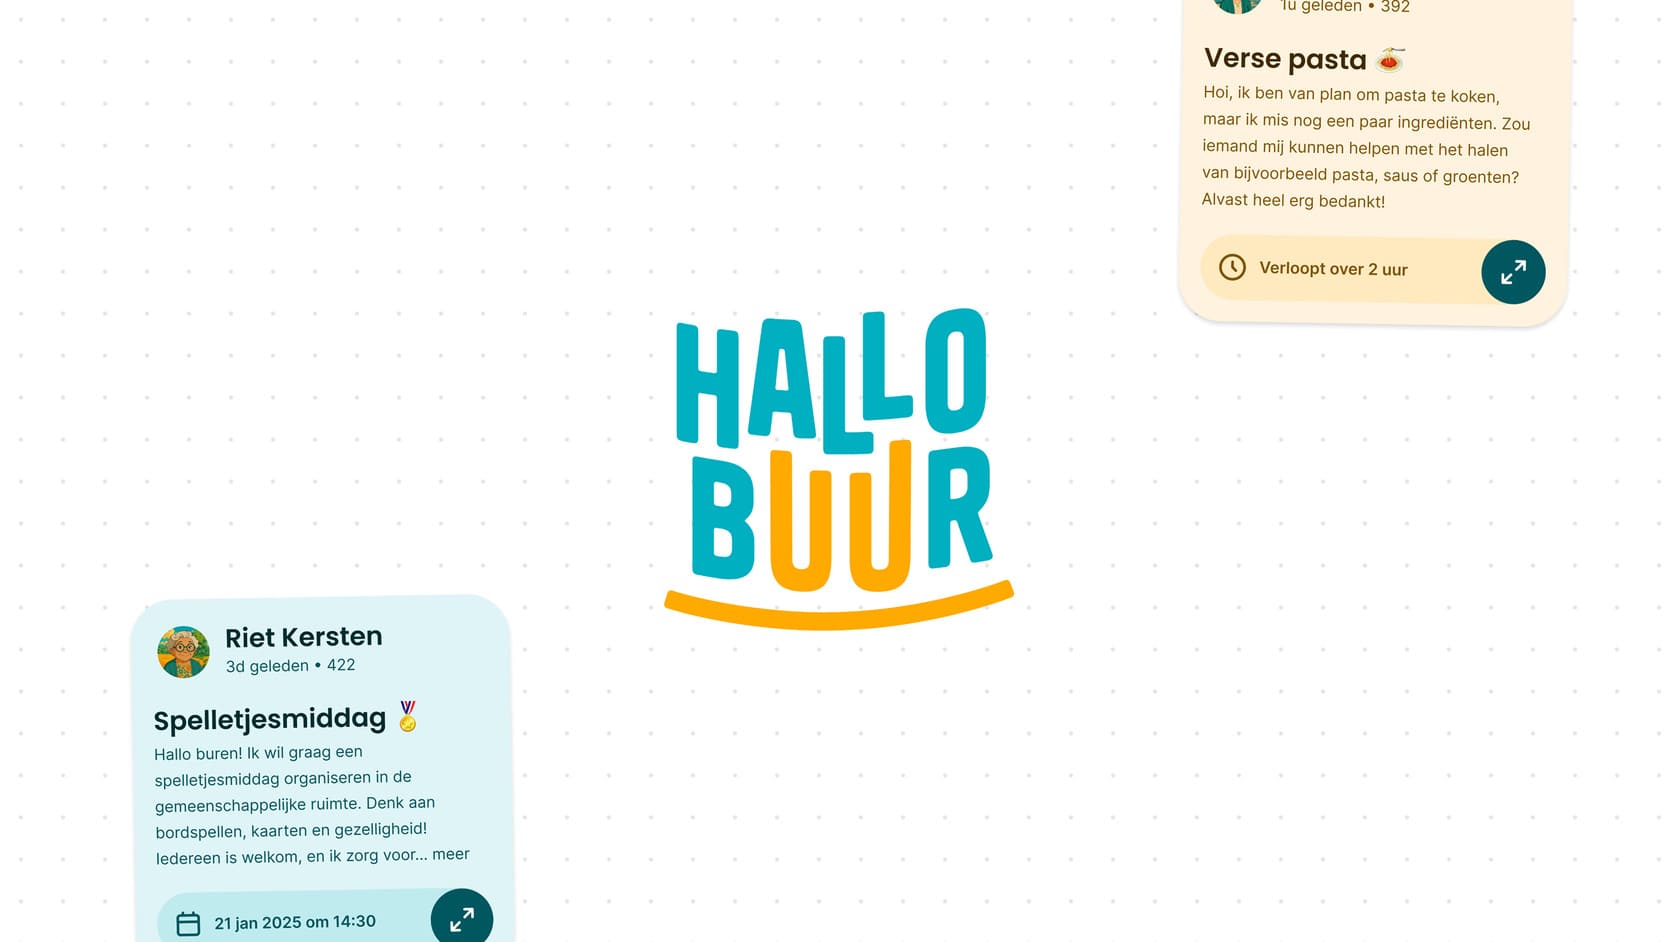 1u geleden • 392
Verse pasta 🍝
Hoi, ik ben van plan om pasta te koken,
maar ik mis nog een paar ingrediënten. Zou
iemand mij kunnen helpen met het halen
van bijvoorbeeld pasta, saus of groenten?
Alvast heel erg bedankt!
Verloopt over 2 uur
HALLO
BUUR
Riet Kersten
3d geleden • 422
Spelletjesmiddag 🏅
Hallo buren! Ik wil graag een
spelletjesmiddag organiseren in de
gemeenschappelijke ruimte. Denk aan
bordspellen, kaarten en gezelligheid!
Iedereen is welkom, en ik zorg voor... meer
21 jan 2025 om 14:30